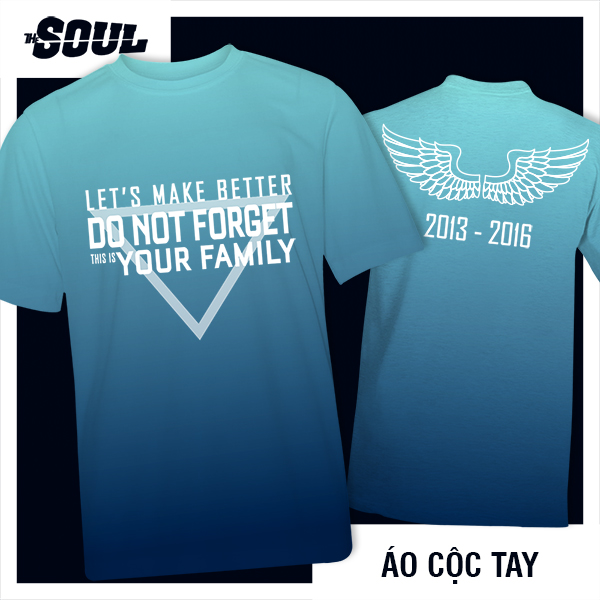 THE SOUL
LET'S MAKE BETTER
DO NOT FORGET
THIS IS YOUR FAMILY
2013 - 2016
ÁO CỘC TAY